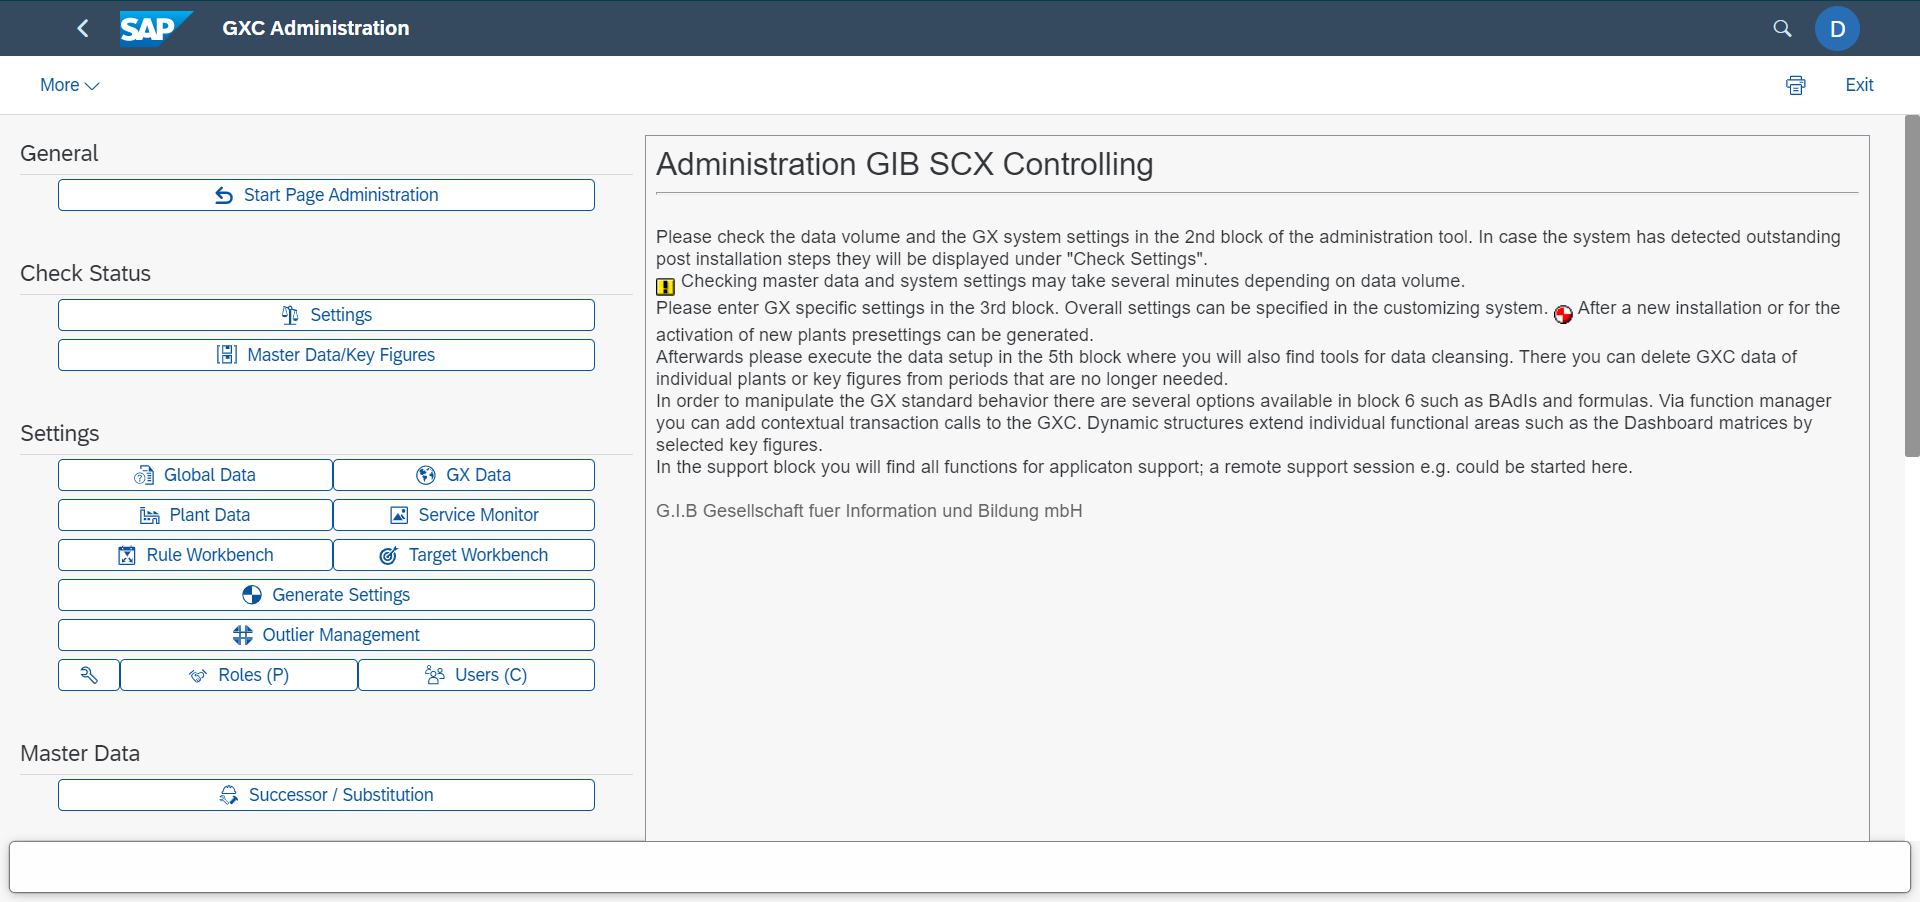 SAP GXC Administration D
More Exit
General
Start Page Administration
Check Status
Settings
Master Data/Key Figures
Settings
Global Data GX Data
Plant Data Service Monitor
Rule Workbench Target Workbench
Generate Settings
Outlier Management
Roles (P) Users (C)
Master Data
Successor / Substitution
Administration GIB SCX Controlling
Please check the data volume and the GX system settings in the 2nd block of the administration tool. In case the system has detected outstanding
post installation steps they will be displayed under "Check Settings".
Checking master data and system settings may take several minutes depending on data volume.
Please enter GX specific settings in the 3rd block. Overall settings can be specified in the customizing system. After a new installation or for the
activation of new plants presettings can be generated.
Afterwards please execute the data setup in the 5th block where you will also find tools for data cleansing. There you can delete GXC data of
individual plants or key figures from periods that are no longer needed.
In order to manipulate the GX standard behavior there are several options available in block 6 such as BAdIs and formulas. Via function manager
you can add contextual transaction calls to the GXC. Dynamic structures extend individual functional areas such as the Dashboard matrices by
selected key figures.
In the support block you will find all functions for applicaton support; a remote support session e.g. could be started here.
G.I.B Gesellschaft fuer Information und Bildung mbH